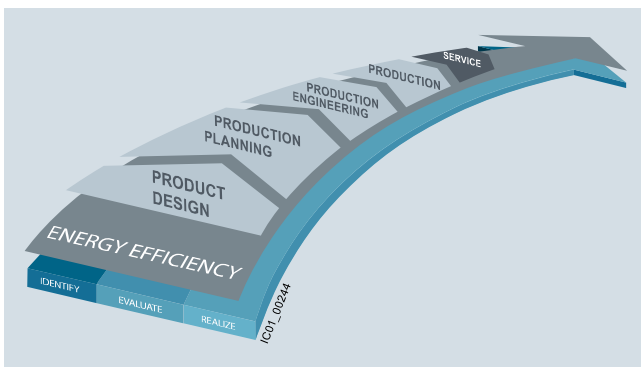 SERVICE
PRODUCTION
PRODUCTION
ENGINEERING
PRODUCTION
PLANNING
PRODUCT
DESIGN
ENERGY EFFICIENCY
IDENTIFY
EVALUATE
REALIZE
IC01_00244